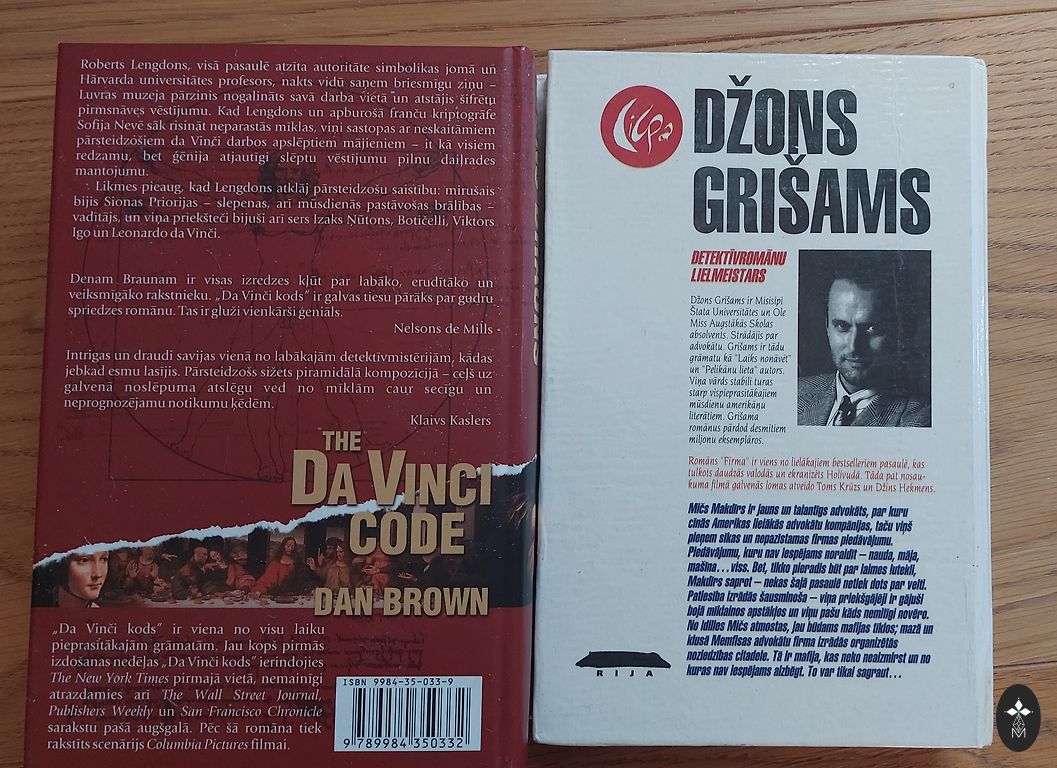 Roberts Lengdons, visā pasaulē atzīta autoritāte simbolikas jomā un
Hārvarda universitātes profesors, nakts vidū saņem briesmīgu ziņu –
Luvras muzeja pārzinis nogalināts savā darba vietā un atstājis šifrētu
pirmsnāves vēstījumu. Kad Lengdons un apburošā franču kriptogrāfe
Sofija Nevē sāk risināt neparastās mīklas, viņi sastopas ar neskaitāmiem
pārsteidzošiem da Vinči darbos apslēptiem mājieniem – it kā visiem
redzamu, bet ģēnija atjautīgi slēptu vēstījumu pilnu daiļrades
mantojumu.
Likmes pieaug, kad Lengdons atklāj pārsteidzošu saistību: mirušais
bijis Sionas Priorijas – slepenas, arī mūsdienās pastāvošas brālības –
vadītājs, un viņa priekšteči bijuši arī sers Izaks Ņūtons, Botičelli, Viktors
Igo un Leonardo da Vinči.
Denam Braunam ir visas izredzes kļūt par labāko, erudītāko un
veiksmīgāko rakstnieku. „Da Vinči kods” ir galvas tiesu pārāks par gudru
spriedzes romānu. Tas ir gluži vienkārši ģeniāls.
Nelsons de Mills
Intrigas un draudi savijas vienā no labākajām detektīvmistērijām, kādas
jebkad esmu lasījis. Pārsteidzošs sižets piramidālā kompozīcijā – ceļš uz
galvenā noslēpuma atslēgu ved no mīklām caur secīgu un
neprognozējamu notikumu ķēdēm.
Klaivs Kaslers
THE
DA VINCI
CODE
DAN BROWN
„Da Vinči kods” ir viena no visu laiku
pieprasītākajām grāmatām. Jau kopš pirmās
izdošanas nedēļas „Da Vinči kods” ierindojies
The New York Times pirmajā vietā, nemainīgi
atrazdamies arī The Wall Street Journal,
Publishers Weekly un San Francisco Chronicle
sarakstu pašā augšgalā. Pēc šā romāna tiek
rakstīts scenārijs Columbia Pictures filmai.
ISBN 9984-35-033-9
9 789984 350332
DŽONS
GRIŠAMS
DETEKTĪVROMĀNU
LIELMEISTARS
Džons Grišams ir Misisipi
Štata Universitātes un Ole
Miss Augstākās Skolas
absolvents. Strādājis par
advokātu. Grišams ir tādu
grāmatu kā "Laiks nonāvēt"
un "Pelikānu lieta" autors.
Viņa vārds stabili turas
starp vispieprasītākajiem
mūsdienu amerikāņu
literātiem. Grišama
romānus pārdod desmitiem
miljonu eksemplāros.
Romāns "Firma" ir viens no lielākajiem bestselleriem pasaulē, kas
tulkots daudzās valodās un ekranizēts Holivudā. Tāda pat nosau-
kuma filmā galvenās lomas atveido Toms Krūzs un Džins Hekmens.
Mičs Makdīrs ir jauns un talantīgs advokāts, par kuru
cīnās Amerikas lielākās advokātu kompānijas, taču viņš
pieņem sīkas un nepazīstamas firmas piedāvājumu.
Piedāvājumu, kuru nav iespējams noraidīt – nauda, māja,
mašīna... viss. Bet, tikko pieradis būt par laimes lutekli,
Makdīrs saprot – nekas šajā pasaulē netiek dots par velti.
Patiesība izrādās šausminoša – viņa priekšgājēji ir gājuši
bojā mīklainos apstākļos un viņu pašu kāds nemitīgi novēro.
No idilles Mičs atmostas, jau būdams mafijas tīklos; mazā un
klusā Memfisas advokātu firma izrādās organizētās
noziedzības citadele. Tā ir mafija, kas neko neaizmirst un no
kuras nav iespējams aizbēgt. To var tikai sagraut...
RIJA